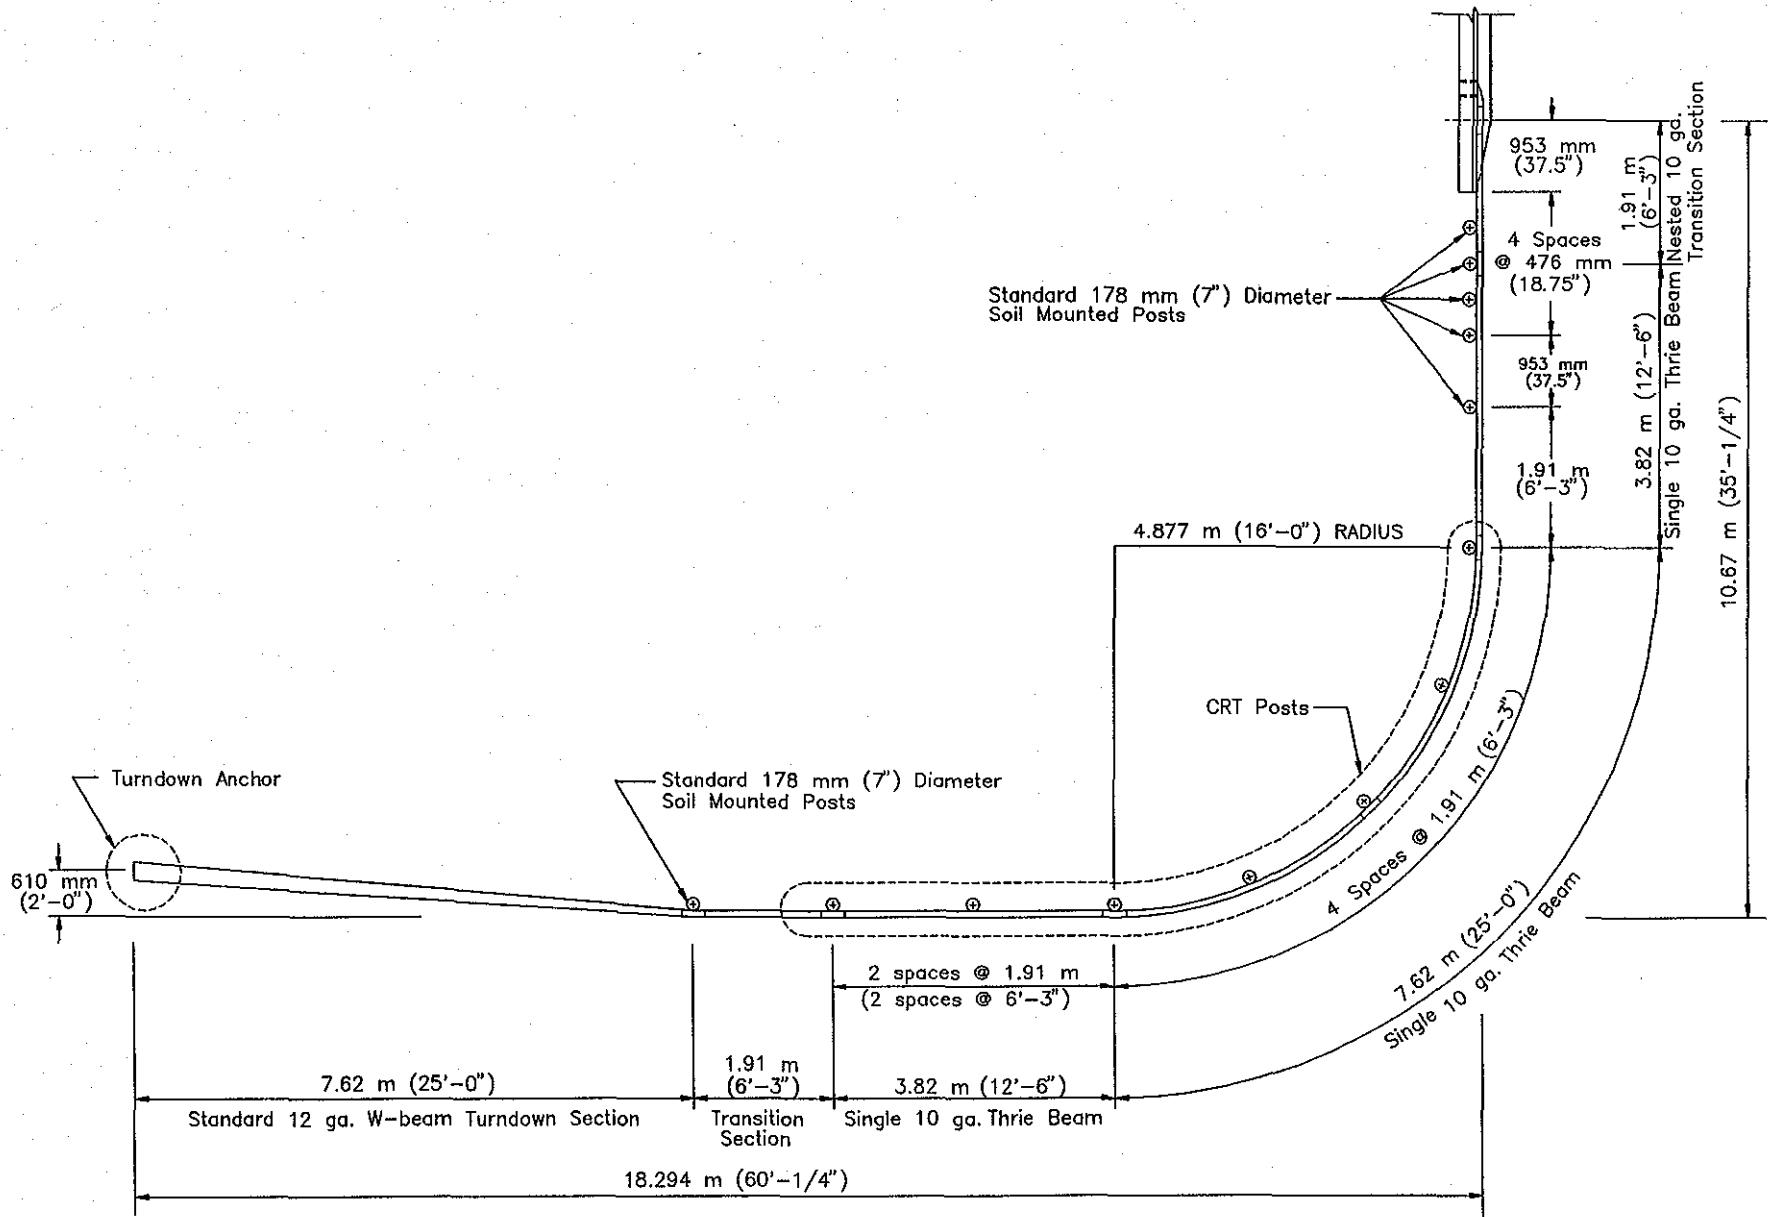 953 mm
(37.5")
4 Spaces
@ 476 mm
(18.75")
953 mm
(37.5")
1.91 m
(6'-3")
1.91 m
(6'-3")
Nested 10 ga.
Transition Section
3.82 m (12'-6")
Single 10 ga. Thrie Beam
10.67 m (35'-1/4")
Standard 178 mm (7") Diameter
Soil Mounted Posts
4.877 m (16'-0") RADIUS
CRT Posts
4 Spaces @ 1.91 m (6'-3")
7.62 m (25'-0")
Single 10 ga. Thrie Beam
Turndown Anchor
Standard 178 mm (7") Diameter
Soil Mounted Posts
610 mm
(2'-0")
2 spaces @ 1.91 m
(2 spaces @ 6'-3")
7.62 m (25'-0")
Standard 12 ga. W-beam Turndown Section
1.91 m
(6'-3")
Transition
Section
3.82 m (12'-6")
Single 10 ga. Thrie Beam
18.294 m (60'-1/4")